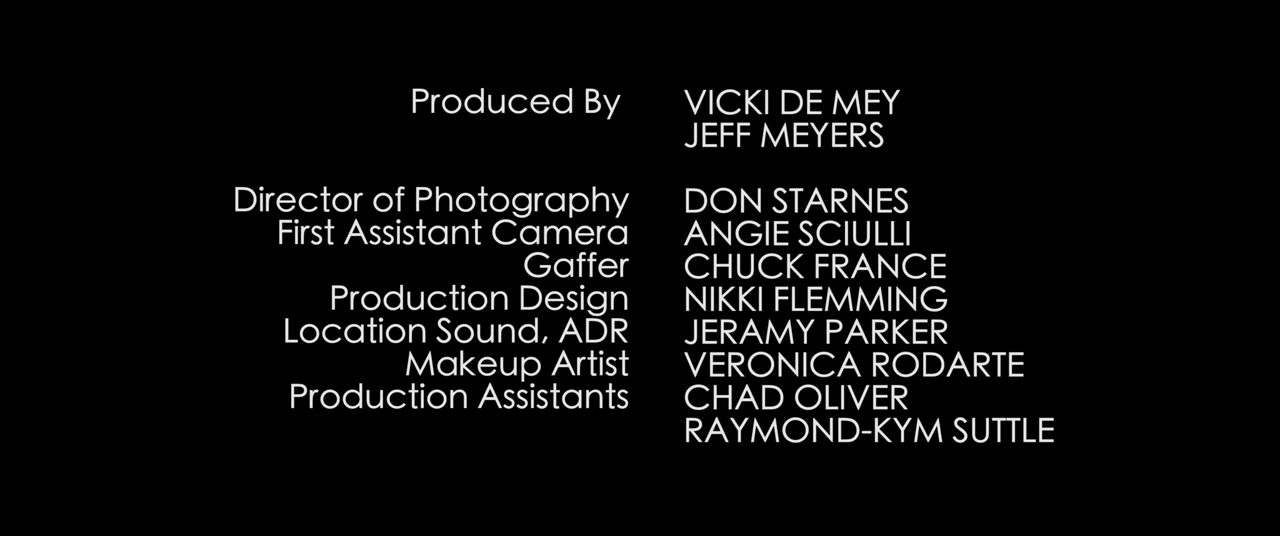 Produced By VICKI DE MEY
JEFF MEYERS
Director of Photography DON STARNES
First Assistant Camera ANGIE SCIULLI
Gaffer CHUCK FRANCE
Production Design NIKKI FLEMMING
Location Sound, ADR JERAMY PARKER
Makeup Artist VERONICA RODARTE
Production Assistants CHAD OLIVER
RAYMOND-KYM SUTTLE